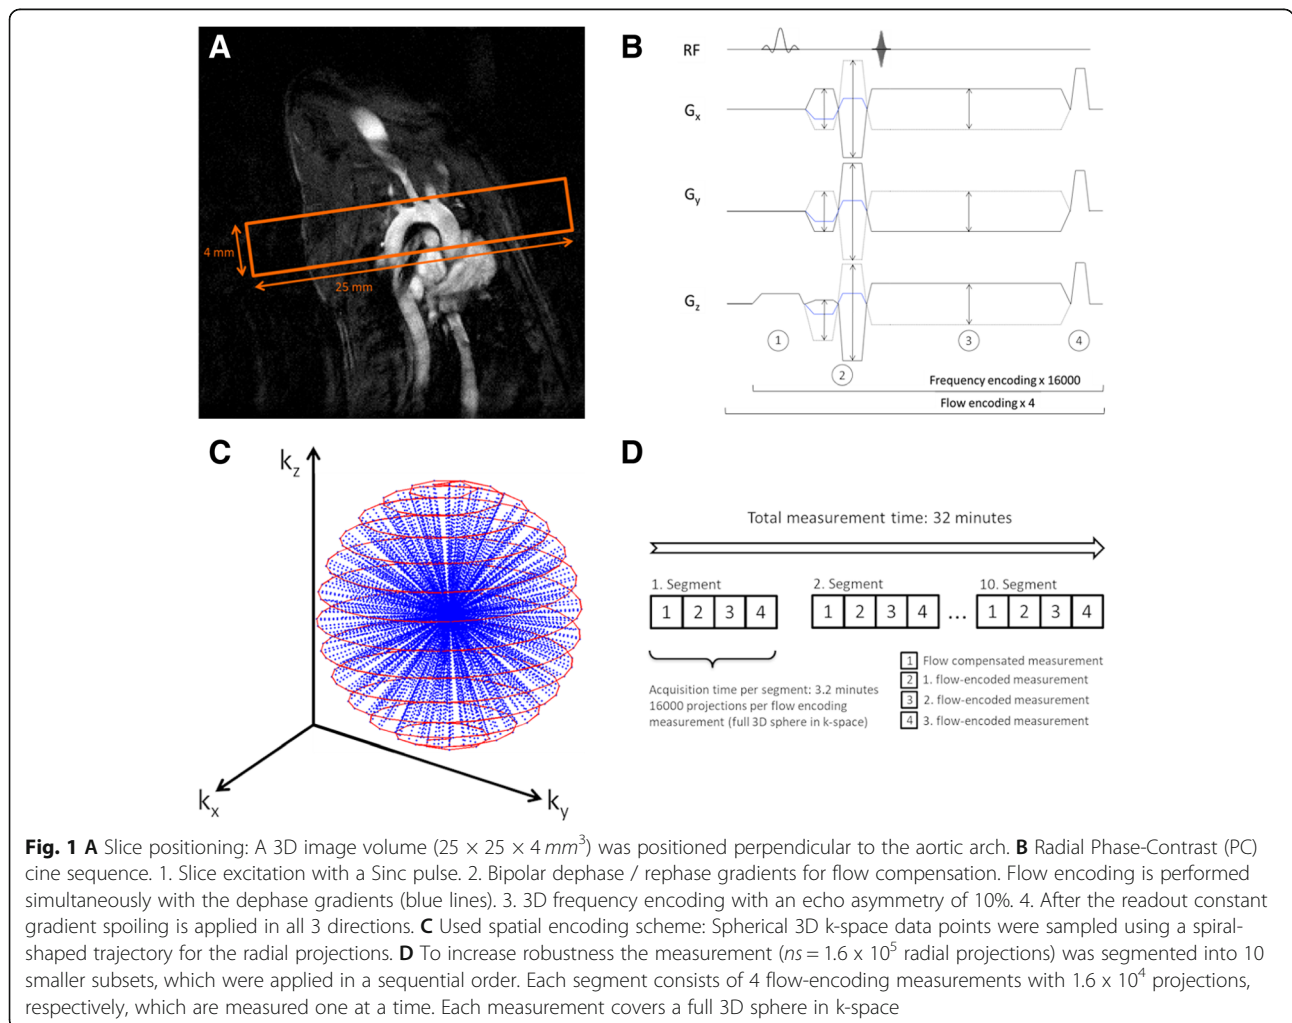 A
4 mm
25 mm
B
RF
Gx
Gy
Gz
1
2
3
4
Frequency encoding x 16000
Flow encoding x 4
C
kz
kx
ky
D
Total measurement time: 32 minutes
1. Segment
2. Segment
10. Segment
1 2 3 4
1 2 3 4
...
1 2 3 4
Acquisition time per segment: 3.2 minutes
16000 projections per flow encoding
measurement (full 3D sphere in k-space)
1 Flow compensated measurement
2 1. flow-encoded measurement
3 2. flow-encoded measurement
4 3. flow-encoded measurement
Fig. 1 A Slice positioning: A 3D image volume (25 × 25 × 4 mm³) was positioned perpendicular to the aortic arch. B Radial Phase-Contrast (PC)
cine sequence. 1. Slice excitation with a Sinc pulse. 2. Bipolar dephase / rephase gradients for flow compensation. Flow encoding is performed
simultaneously with the dephase gradients (blue lines). 3. 3D frequency encoding with an echo asymmetry of 10%. 4. After the readout constant
gradient spoiling is applied in all 3 directions. C Used spatial encoding scheme: Spherical 3D k-space data points were sampled using a spiral-
shaped trajectory for the radial projections. D To increase robustness the measurement (ns = 1.6 x 10⁵ radial projections) was segmented into 10
smaller subsets, which were applied in a sequential order. Each segment consists of 4 flow-encoding measurements with 1.6 x 10⁴ projections,
respectively, which are measured one at a time. Each measurement covers a full 3D sphere in k-space